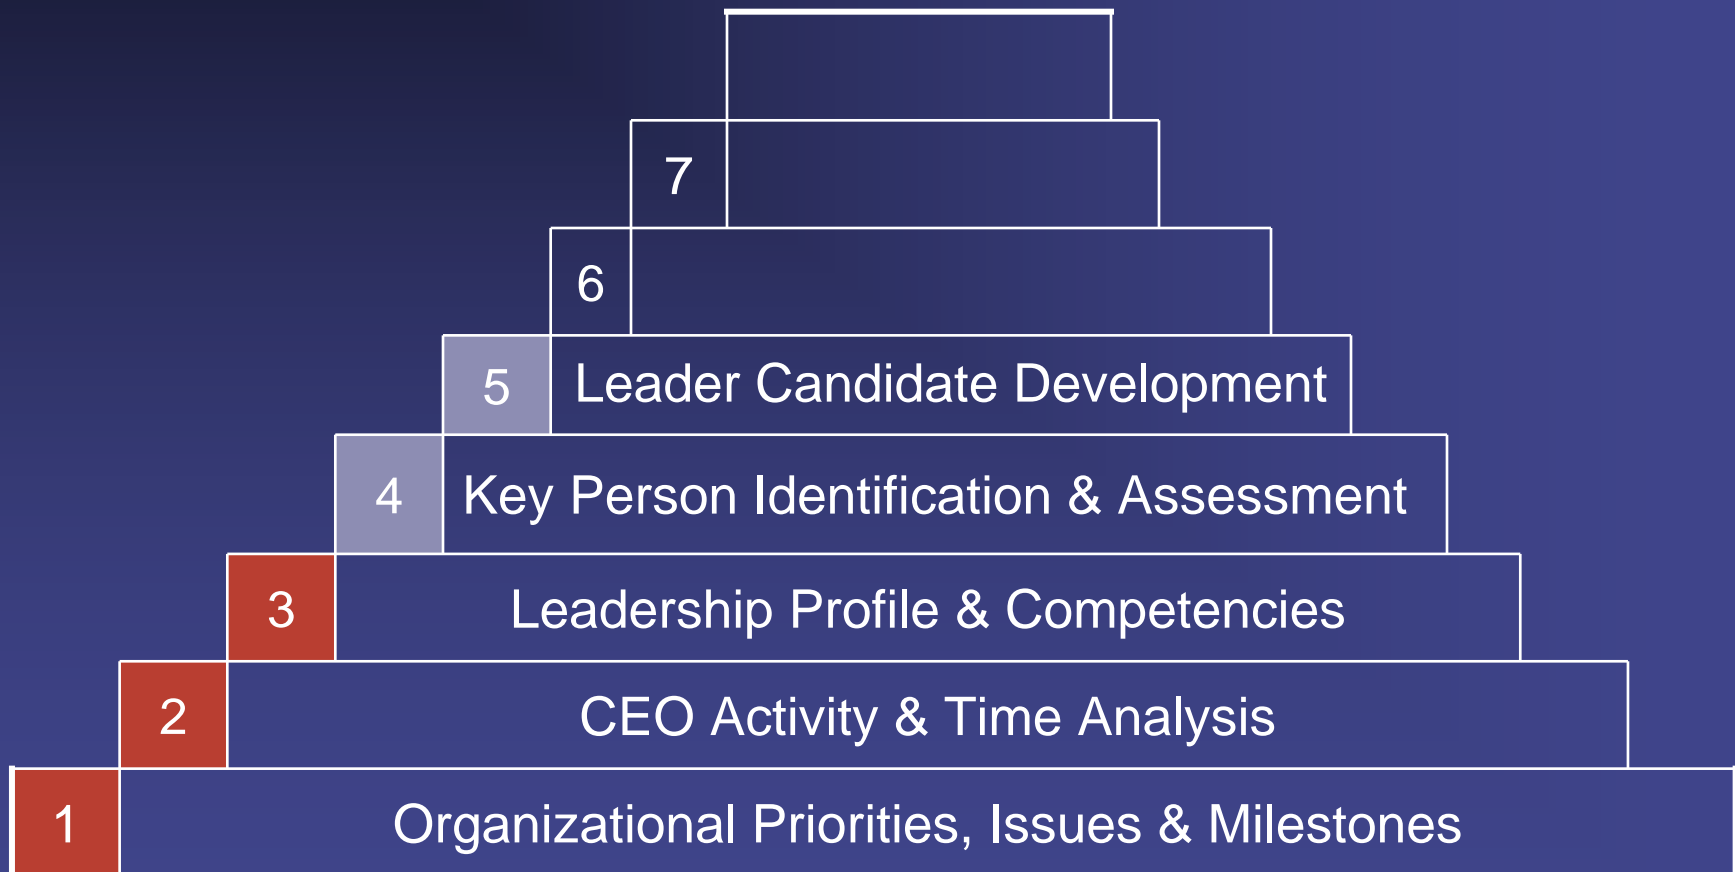 7
6
5 Leader Candidate Development
4 Key Person Identification & Assessment
3 Leadership Profile & Competencies
2 CEO Activity & Time Analysis
1 Organizational Priorities, Issues & Milestones